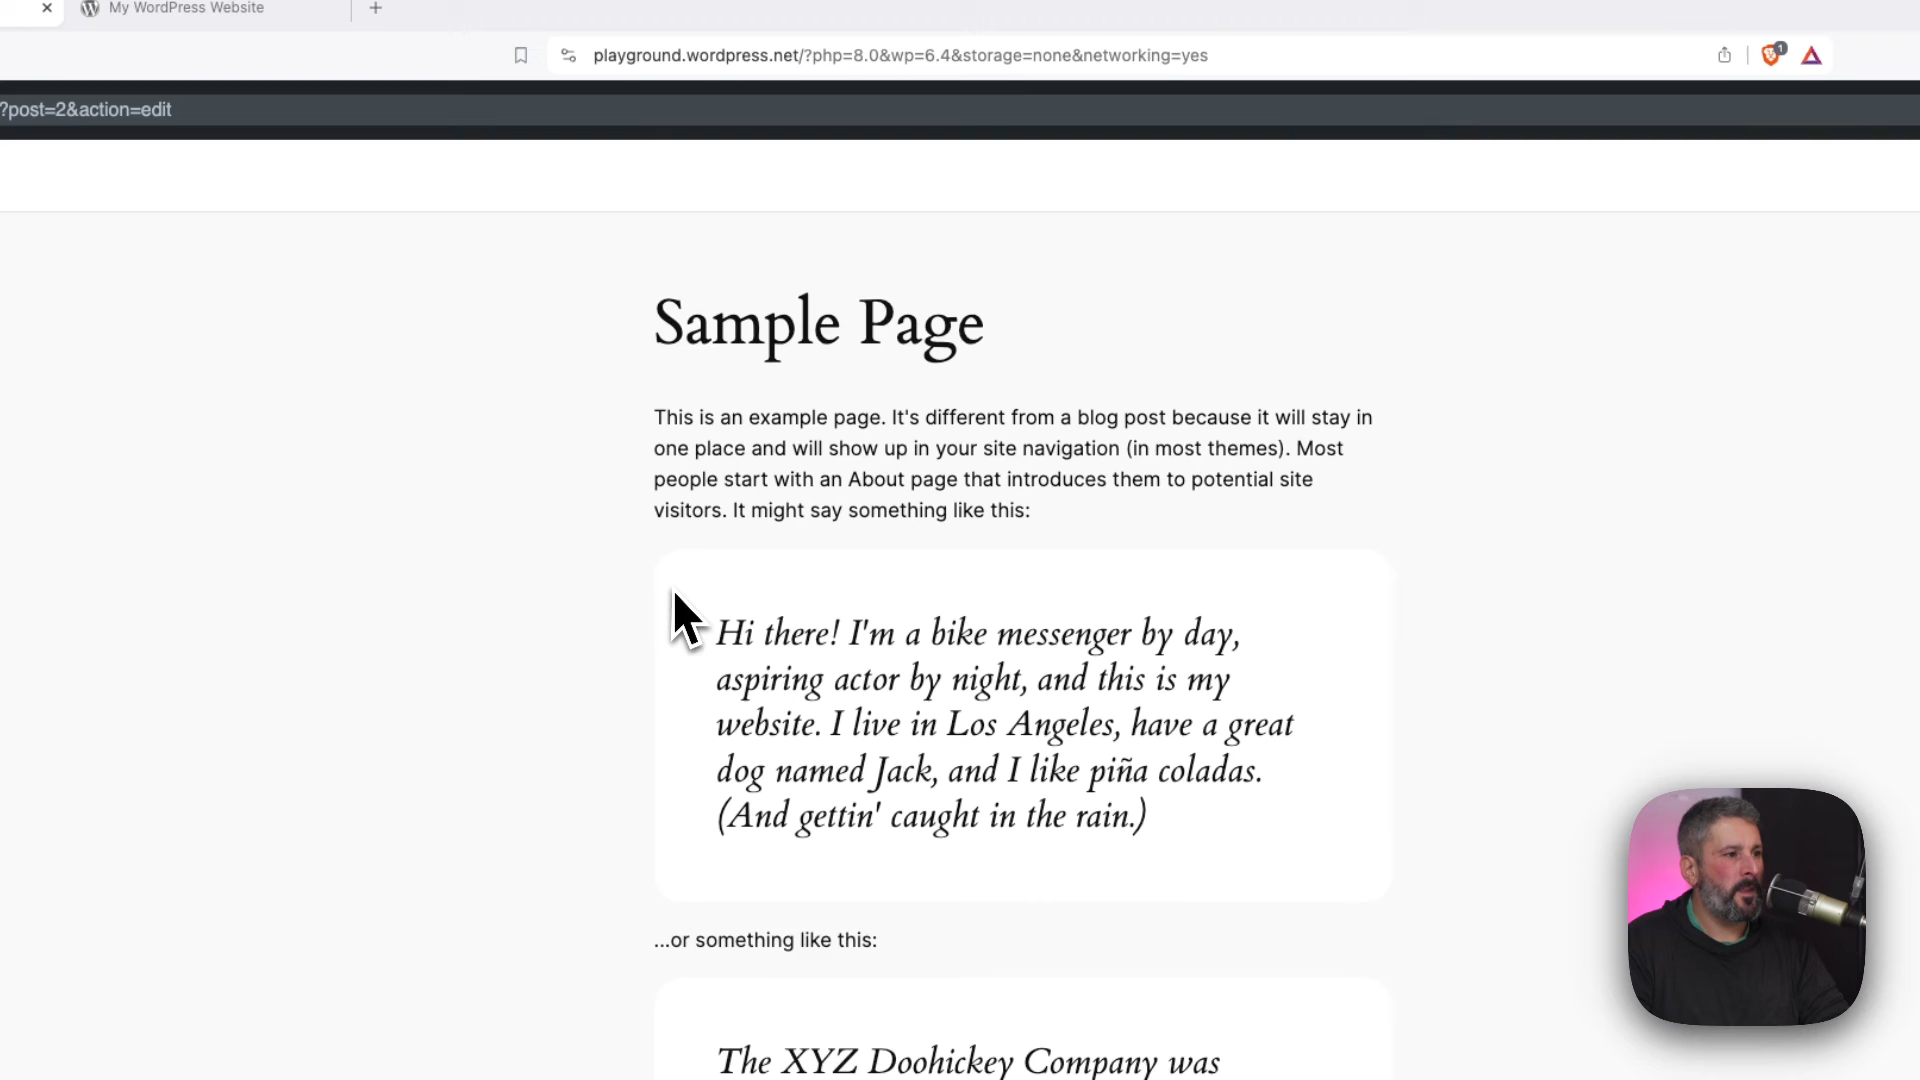 My WordPress Website
playground.wordpress.net/?php=8.0&wp=6.4&storage=none&networking=yes
1
?post=2&action=edit
Sample Page
This is an example page. It's different from a blog post because it will stay in
one place and will show up in your site navigation (in most themes). Most
people start with an About page that introduces them to potential site
visitors. It might say something like this:
Hi there! I'm a bike messenger by day,
aspiring actor by night, and this is my
website. I live in Los Angeles, have a great
dog named Jack, and I like piña coladas.
(And gettin' caught in the rain.)
...or something like this:
The XYZ Doohickey Company was